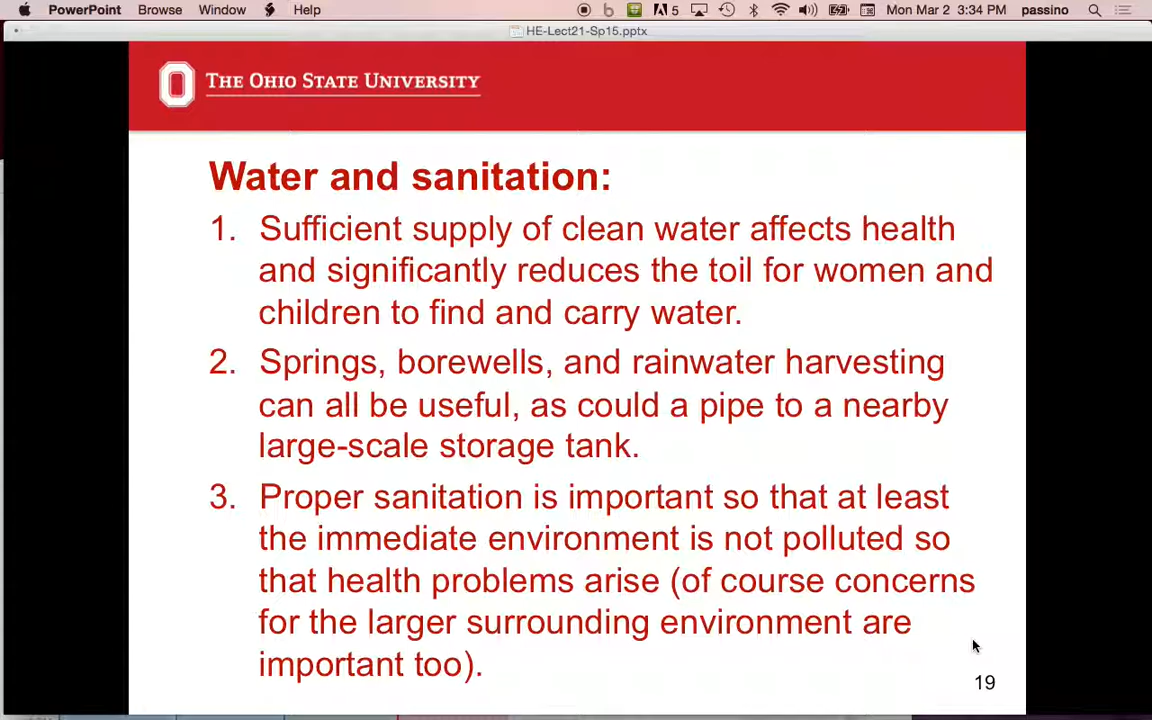 PowerPoint Browse Window Help 5 Mon Mar 2 3:34 PM passino
HE-Lect21-Sp15.pptx
THE OHIO STATE UNIVERSITY
Water and sanitation:
1. Sufficient supply of clean water affects health
and significantly reduces the toil for women and
children to find and carry water.
2. Springs, borewells, and rainwater harvesting
can all be useful, as could a pipe to a nearby
large-scale storage tank.
3. Proper sanitation is important so that at least
the immediate environment is not polluted so
that health problems arise (of course concerns
for the larger surrounding environment are
important too).
19